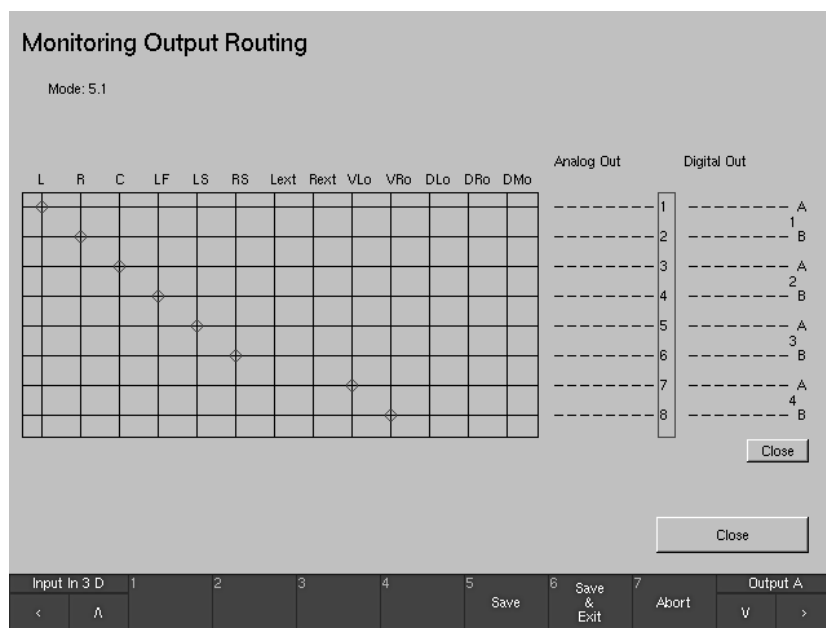 Monitoring Output Routing
Mode: 5.1
Analog Out Digital Out
L R C LF LS RS Lext Rext VLo VRo DLo DRo DMo
1 A
1
2 B
3 A
2
4 B
5 A
3
6 B
7 A
4
8 B
Close
Close
Input In 3 D 1 2 3 4 5 6 7 Output A
< Λ Save Save & Exit Abort V >